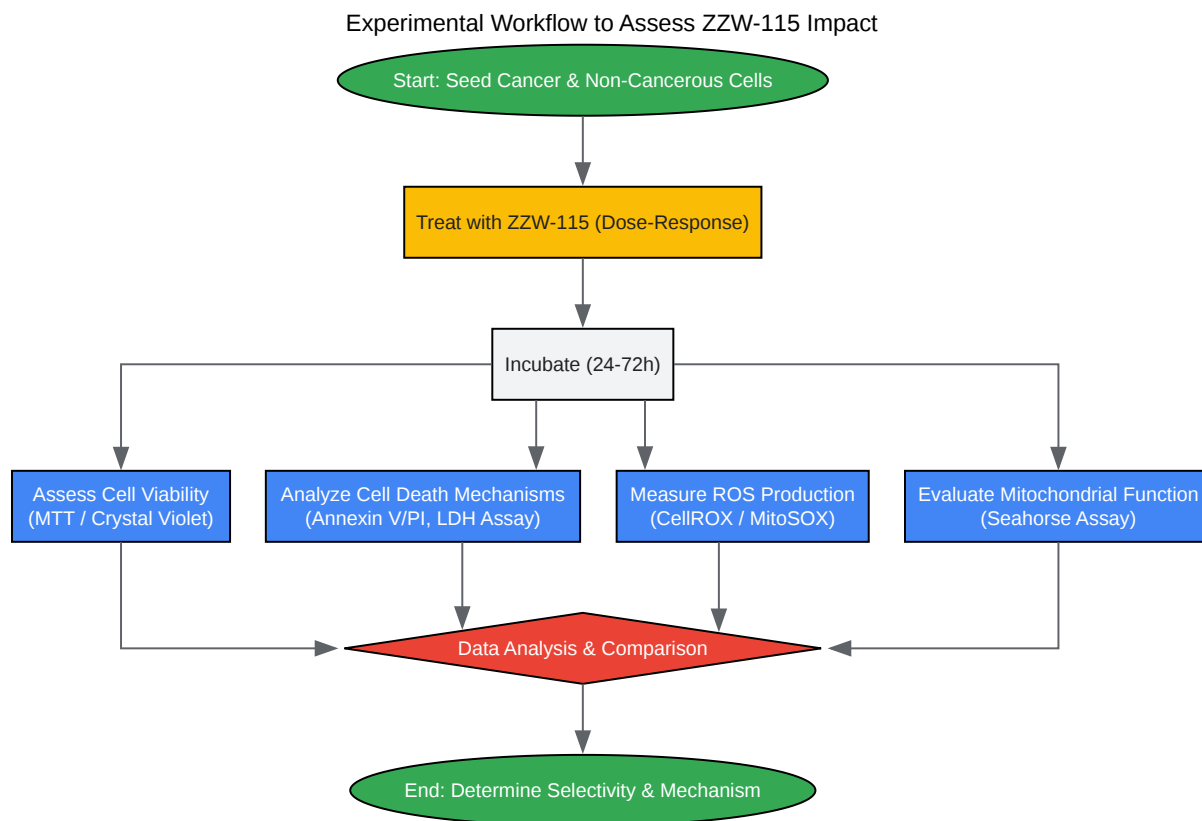 Experimental Workflow to Assess ZZW-115 Impact
Start: Seed Cancer & Non-Cancerous Cells
Treat with ZZW-115 (Dose-Response)
Incubate (24-72h)
Assess Cell Viability
(MTT / Crystal Violet)
Analyze Cell Death Mechanisms
(Annexin V/PI, LDH Assay)
Measure ROS Production
(CellROX / MitoSOX)
Evaluate Mitochondrial Function
(Seahorse Assay)
Data Analysis & Comparison
End: Determine Selectivity & Mechanism